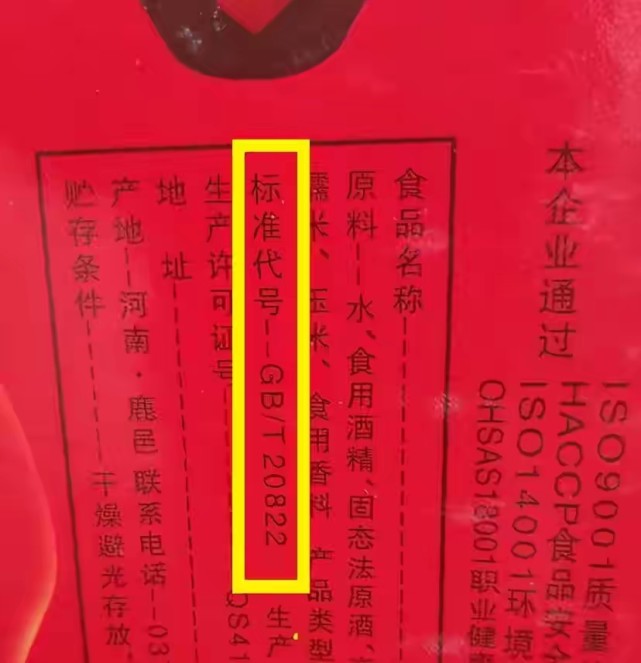 本企业通过
ISO9001质量
HACCP食品安全
ISO14001环境
OHSAS18001职业健
食品名称
原料--水、食用酒精、固态法原酒、
糯米、玉米、食用香料 产品类型
标准代号--GB/T20822 生产
生产许可证号 QS41
地 址
产地--河南·鹿邑 联系电话--03
贮存条件 干燥避光存放